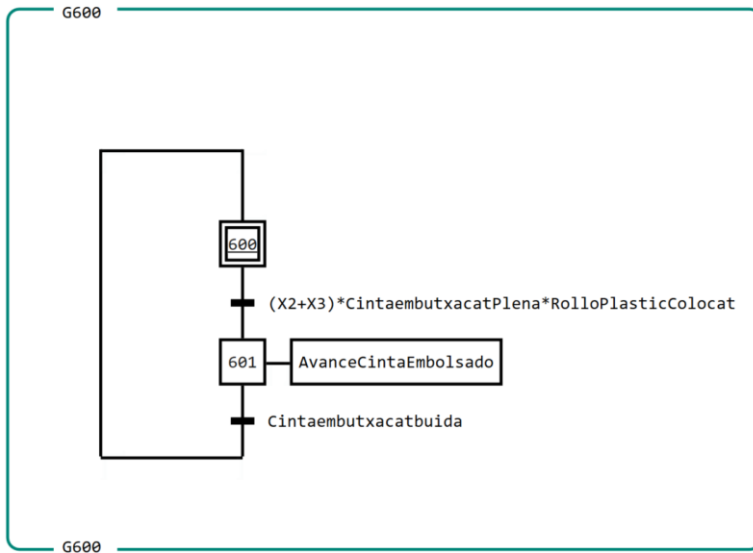 G600
600
(X2+X3)*CintaembutxacatPlena*RolloPlasticColocat
601 AvanceCintaEmbolsado
Cintaembutxacatbuida
G600